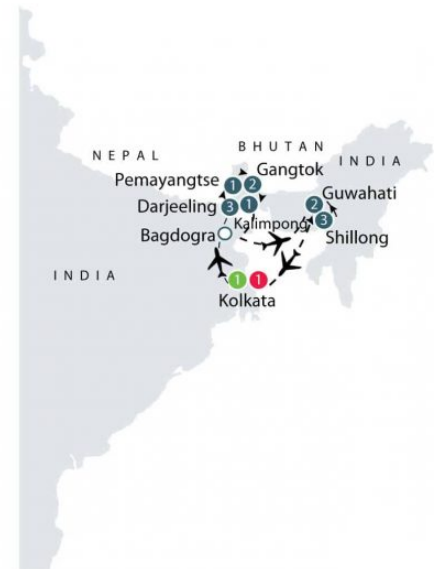 NEPAL
BHUTAN
INDIA
Pemayangtse
1
2
Gangtok
Darjeeling
3
1
Kalimpong
2
Guwahati
3
Shillong
Bagdogra
INDIA
1
1
Kolkata